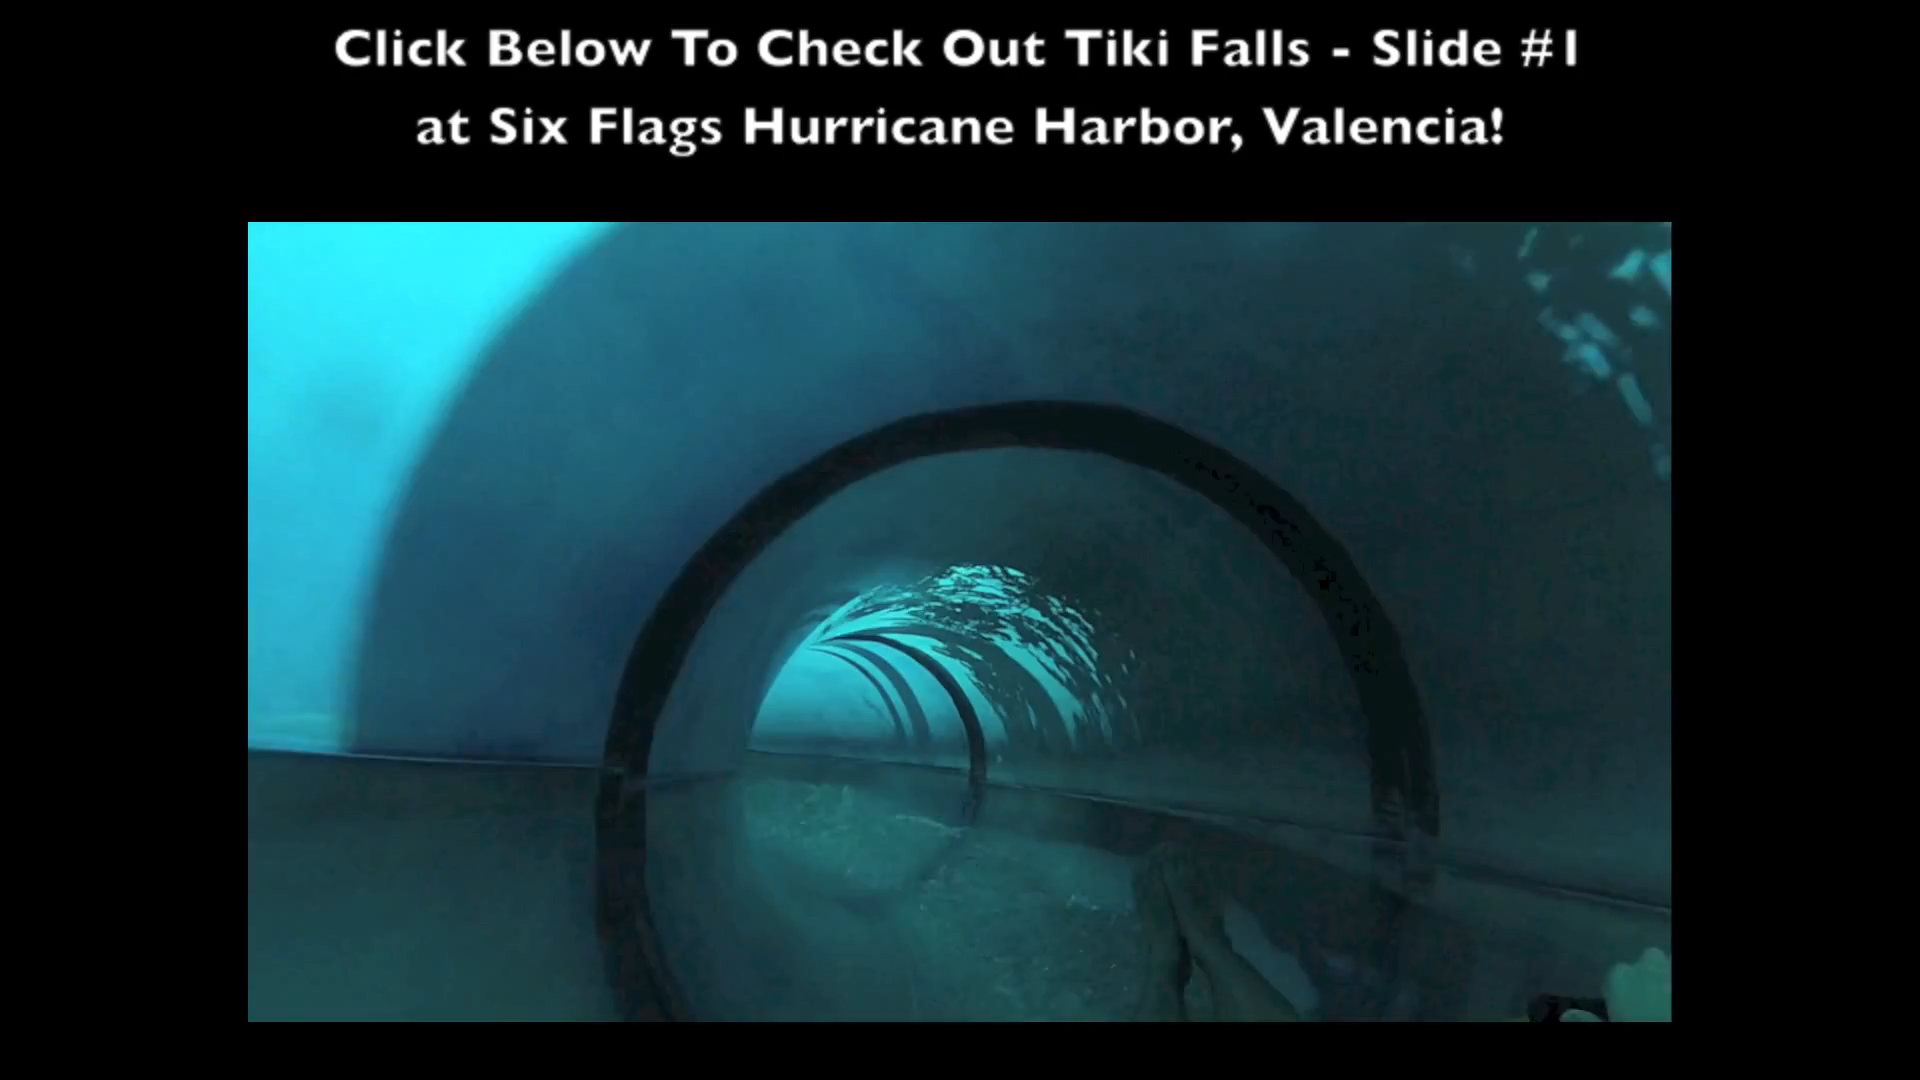 Click Below To Check Out Tiki Falls - Slide #1
at Six Flags Hurricane Harbor, Valencia!